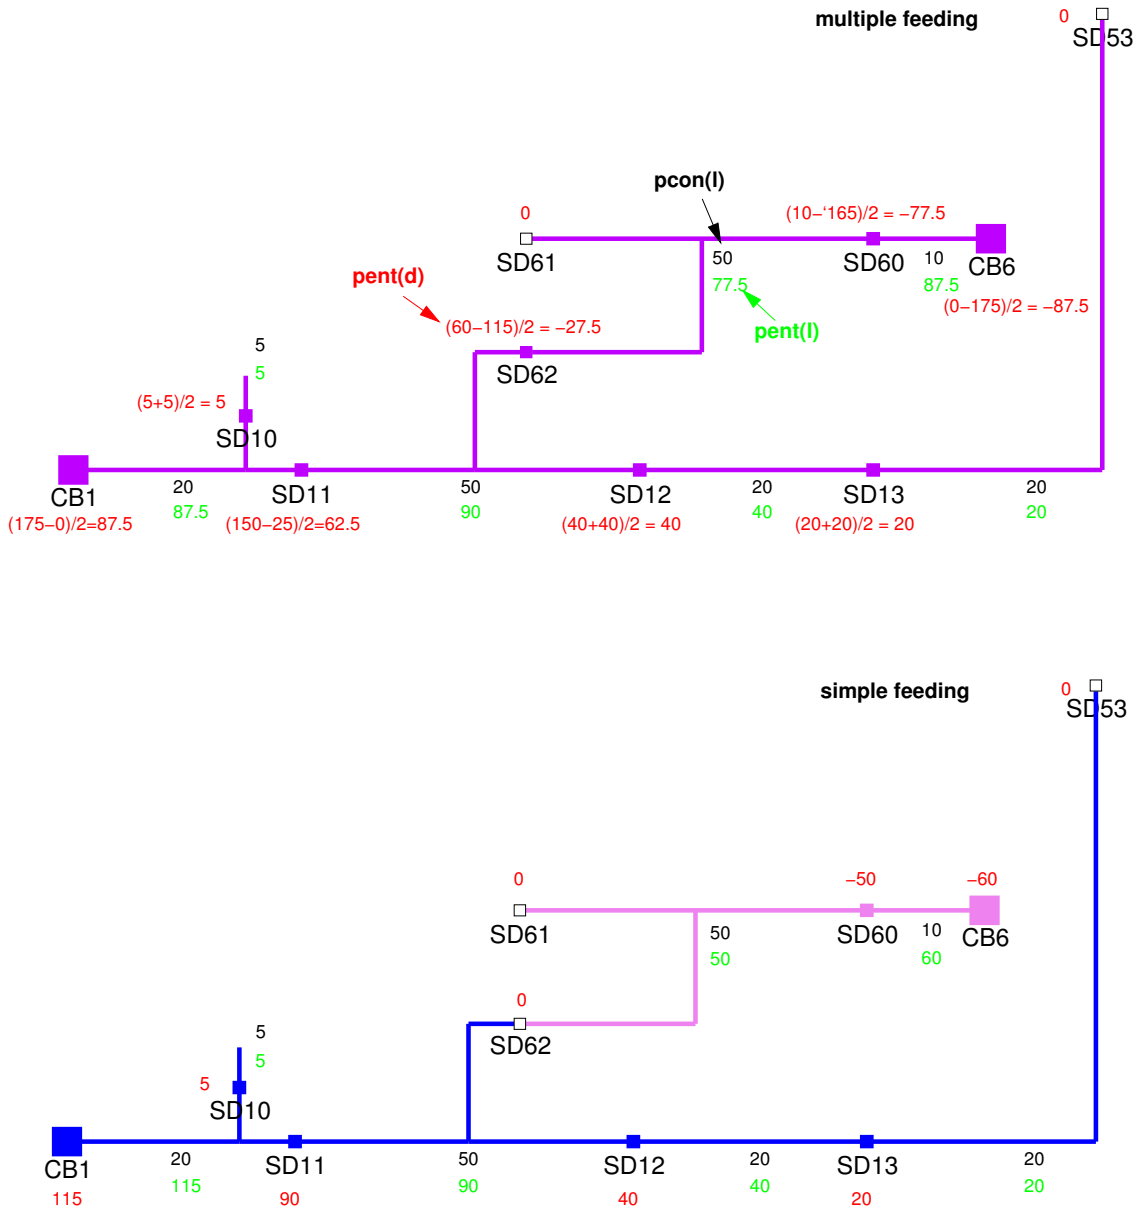 multiple feeding
0
SD53
pcon(l)
0
(10−‘165)/2 = −77.5
SD61
50
SD60
10
CB6
77.5
87.5
pent(d)
(0−175)/2 = −87.5
(60−115)/2 = −27.5
pent(l)
5
SD62
5
(5+5)/2 = 5
SD10
CB1
20
SD11
50
SD12
20
SD13
20
87.5
90
40
20
(175−0)/2=87.5
(150−25)/2=62.5
(40+40)/2 = 40
(20+20)/2 = 20
simple feeding
0
SD53
0
−50
−60
SD61
50
SD60
10
CB6
50
60
0
5
SD62
5
5
SD10
CB1
20
SD11
50
SD12
20
SD13
20
115
90
40
20
115
90
40
20